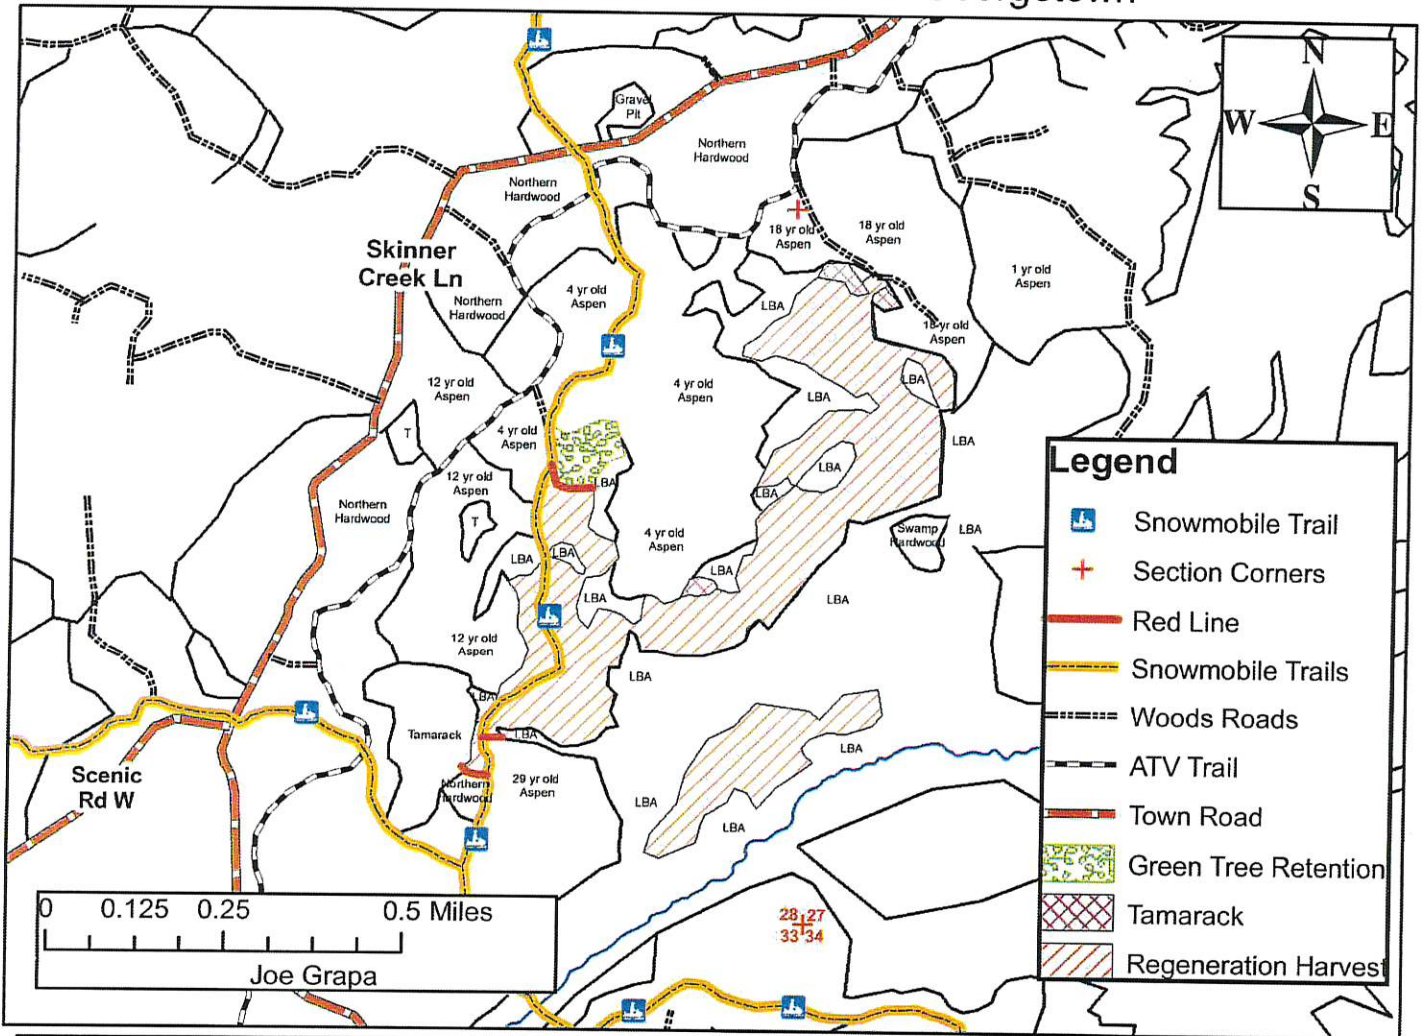 N
W E
S
Gravel
Pit
Northern
Hardwood
Northern
Hardwood
18 yr old
Aspen
18 yr old
Aspen
Skinner
Creek Ln
1 yr old
Aspen
4 yr old
Aspen
Northern
Hardwood
LBA
18 yr old
Aspen
12 yr old
Aspen
4 yr old
Aspen
LBA
LBA
4 yr old
Aspen
T
LBA
LBA
12 yr old
Aspen
LBA
LBA
Northern
Hardwood
T
4 yr old
Aspen
Swamp
Hardwood
LBA
LBA
LBA
LBA
LBA
LBA
12 yr old
Aspen
LBA
LBA
Tamarack
LBA
LBA
Scenic
Rd W
29 yr old
Aspen
Northern
Hardwood
LBA
LBA
28 27
33 34
Legend
Snowmobile Trail
Section Corners
Red Line
Snowmobile Trails
Woods Roads
ATV Trail
Town Road
Green Tree Retention
Tamarack
Regeneration Harvest
0 0.125 0.25 0.5 Miles
Joe Grapa